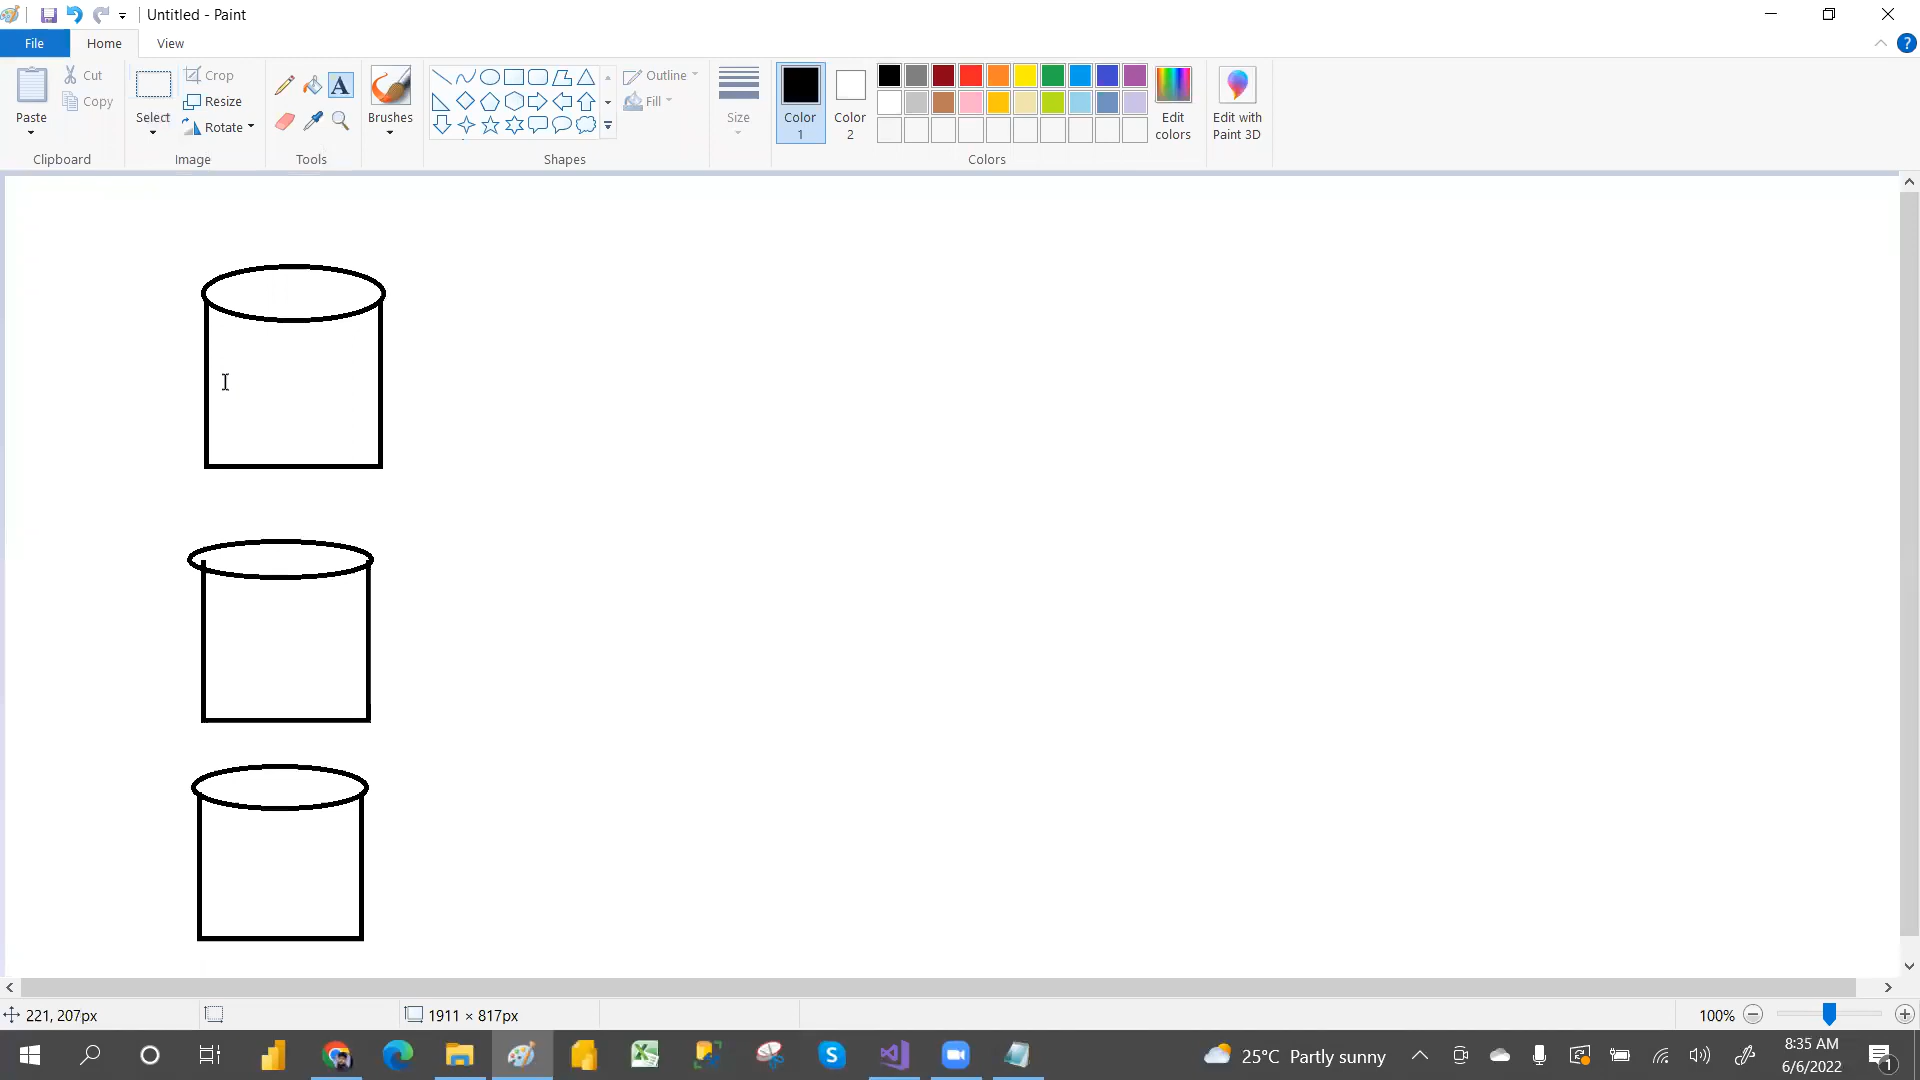 Untitled - Paint
File Home View
Paste
Cut
Copy
Clipboard
Select
Crop
Resize
Rotate
Image
A
Tools
Brushes
Shapes
Outline
Fill
Size
Color 1
Color 2
Colors
Edit colors
Edit with Paint 3D
?
221, 207px
1911 × 817px
100%
25°C Partly sunny
8:35 AM
6/6/2022
1